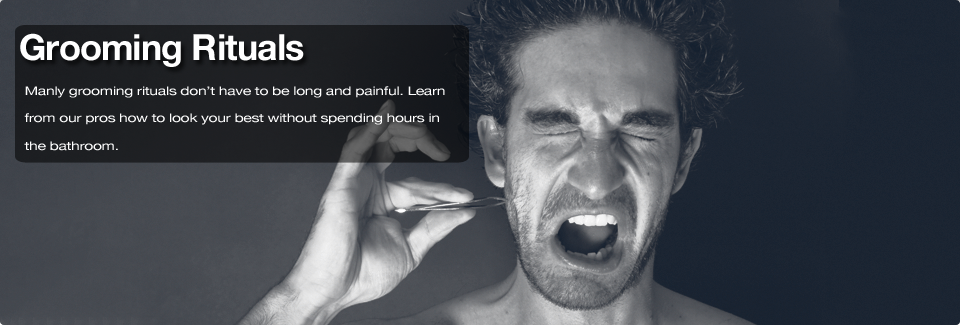 Grooming Rituals
Manly grooming rituals don't have to be long and painful. Learn
from our pros how to look your best without spending hours in
the bathroom.